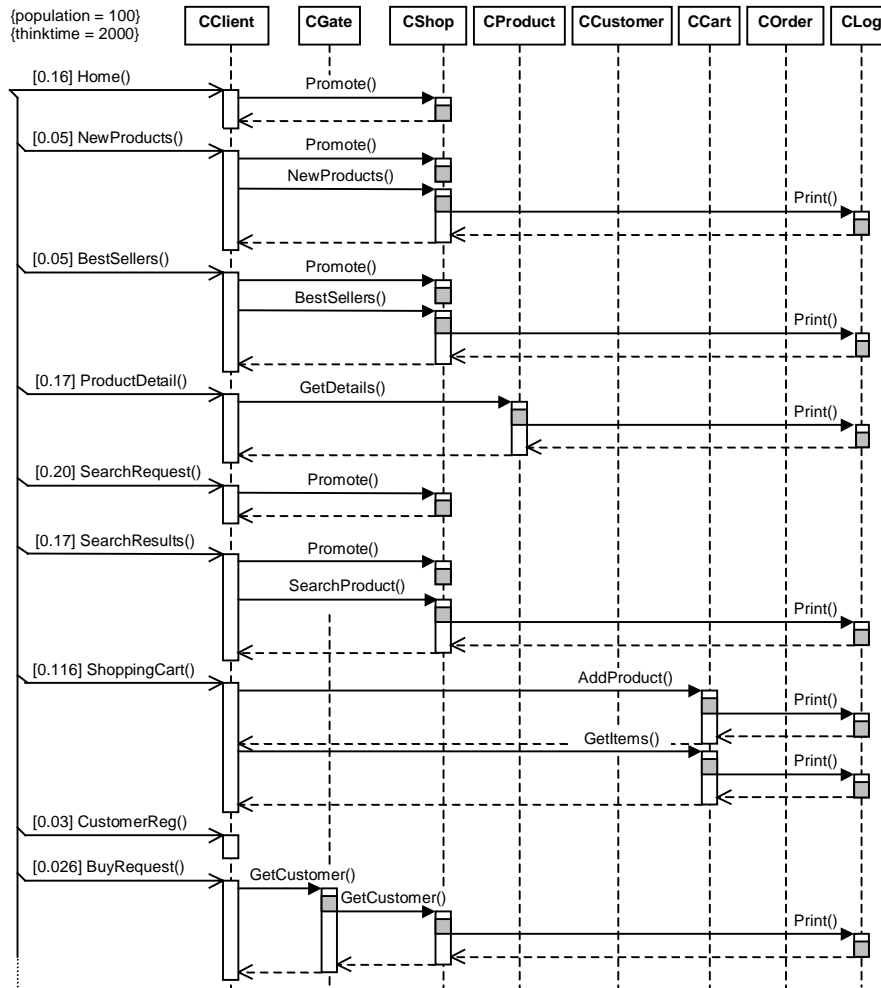 {population = 100}
{thinktime = 2000}
CClient CGate CShop CProduct CCustomer CCart COrder CLog
[0.16] Home()
Promote()
[0.05] NewProducts()
Promote()
NewProducts()
Print()
[0.05] BestSellers()
Promote()
BestSellers()
Print()
[0.17] ProductDetail()
GetDetails()
Print()
[0.20] SearchRequest()
Promote()
[0.17] SearchResults()
Promote()
SearchProduct()
Print()
[0.116] ShoppingCart()
AddProduct()
Print()
GetItems()
Print()
[0.03] CustomerReg()
[0.026] BuyRequest()
GetCustomer()
GetCustomer()
Print()